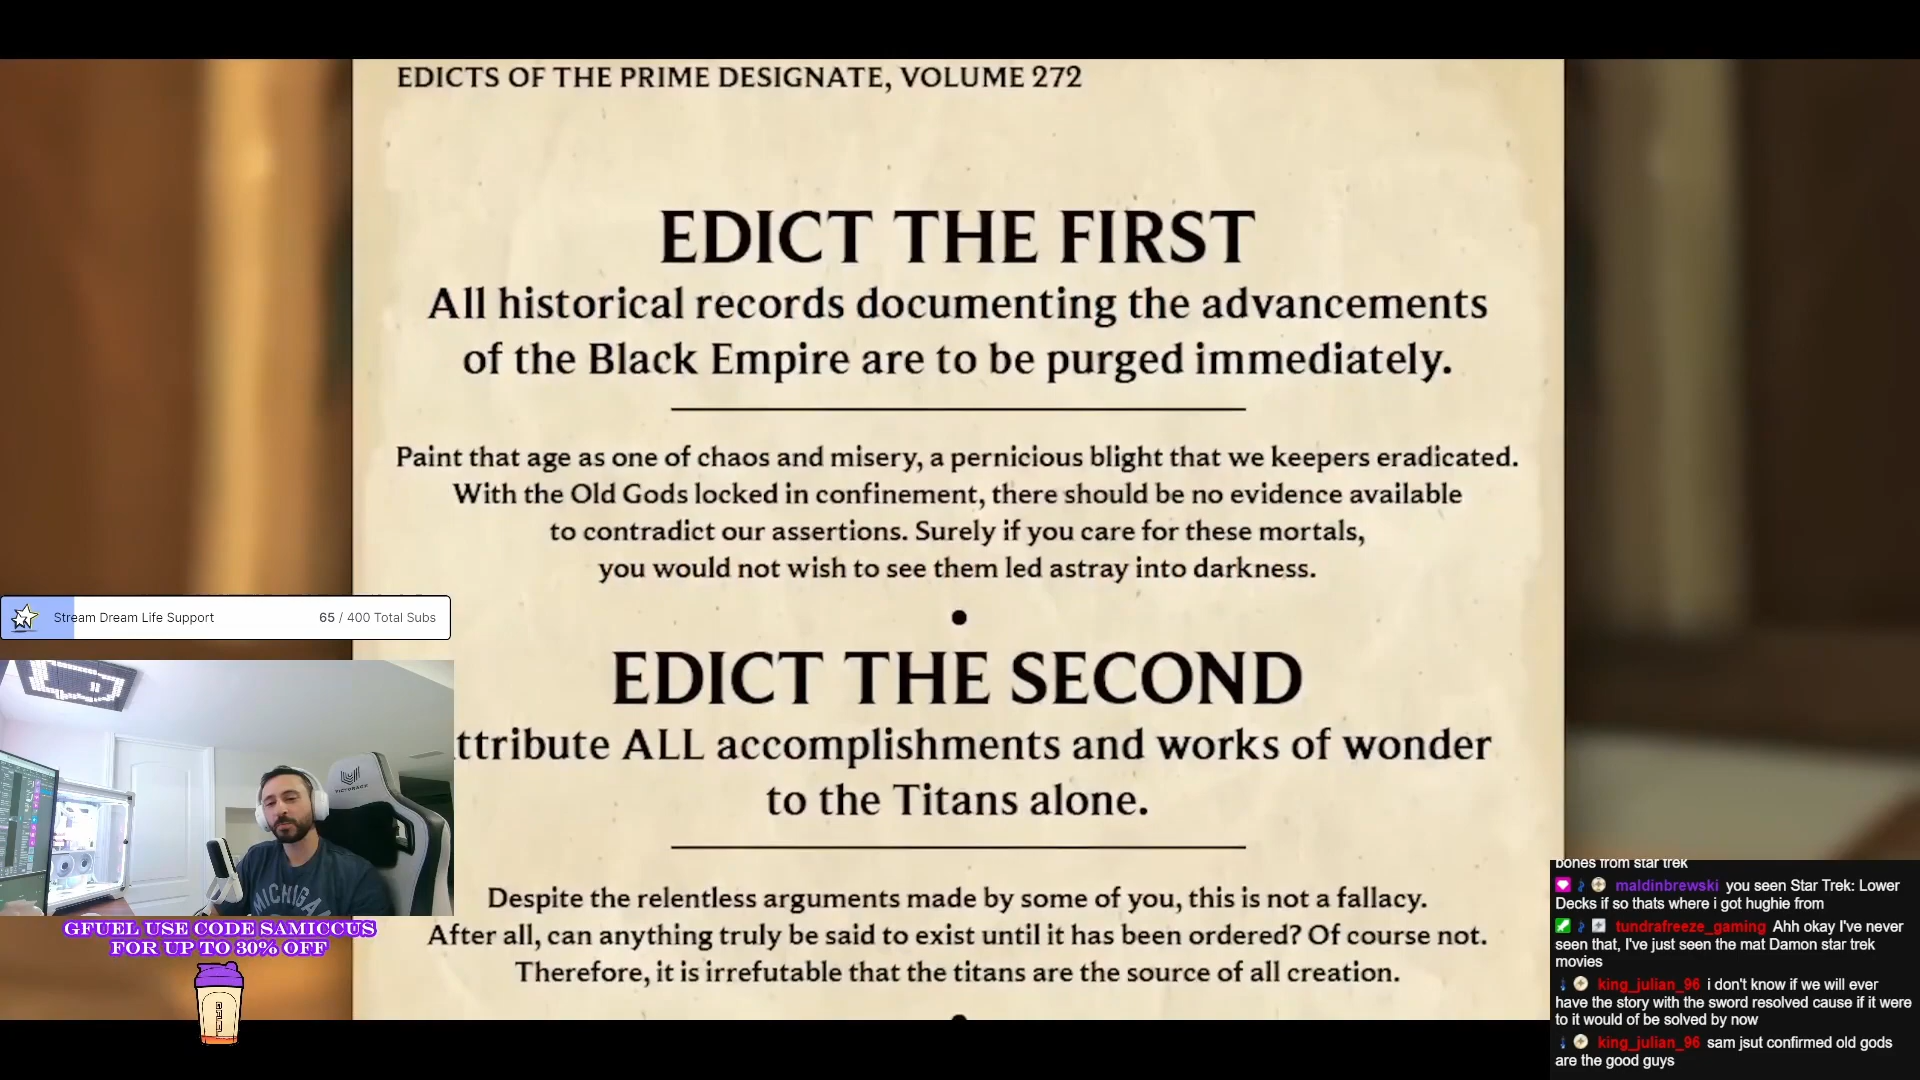 EDICTS OF THE PRIME DESIGNATE, VOLUME 272
EDICT THE FIRST
All historical records documenting the advancements
of the Black Empire are to be purged immediately.
Paint that age as one of chaos and misery, a pernicious blight that we keepers eradicated.
With the Old Gods locked in confinement, there should be no evidence available
to contradict our assertions. Surely if you care for these mortals,
you would not wish to see them led astray into darkness.
EDICT THE SECOND
ttribute ALL accomplishments and works of wonder
to the Titans alone.
Despite the relentless arguments made by some of you, this is not a fallacy.
After all, can anything truly be said to exist until it has been ordered? Of course not.
Therefore, it is irrefutable that the titans are the source of all creation.
Stream Dream Life Support 65 / 400 Total Subs
MICHIGAN
GFUEL USE CODE SAMICCUS
FOR UP TO 30% OFF
bones from star trek
maldinbrewski you seen Star Trek: Lower
Decks if so thats where i got hughie from
tundrafreeze_gaming Ahh okay I've never
seen that, I've just seen the mat Damon star trek
movies
king_julian_96 i don't know if we will ever
have the story with the sword resolved cause if it were
to it would of be solved by now
king_julian_96 sam jsut confirmed old gods
are the good guys